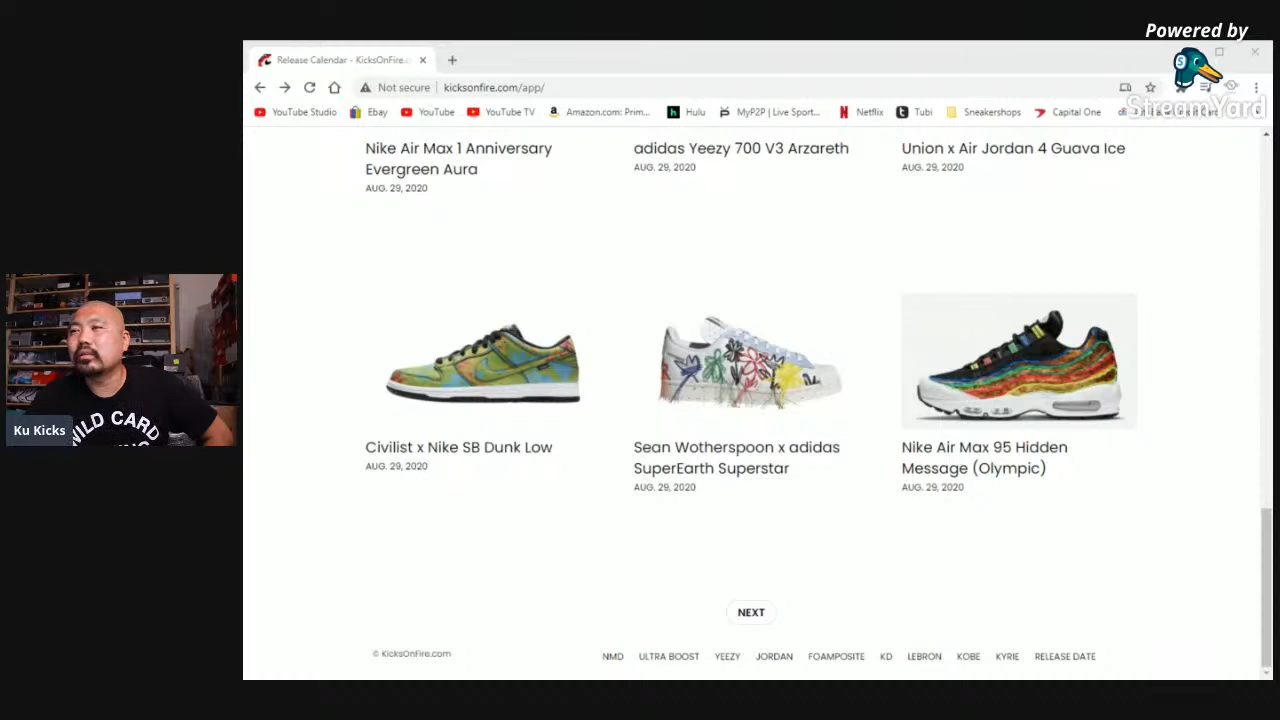 Powered by
StreamYard
Release Calendar - KicksOnFire.c
Not secure
kicksonfire.com/app/
YouTube Studio
Ebay
YouTube
YouTube TV
Amazon.com: Prim...
Hulu
MyP2P | Live Sport...
Netflix
Tubi
Sneakershops
Capital One
Nike Air Max 1 Anniversary
Evergreen Aura
AUG. 29, 2020
adidas Yeezy 700 V3 Arzareth
AUG. 29, 2020
Union x Air Jordan 4 Guava Ice
AUG. 29, 2020
Ku Kicks
WILD CARD
Civilist x Nike SB Dunk Low
AUG. 29, 2020
Sean Wotherspoon x adidas
SuperEarth Superstar
AUG. 29, 2020
Nike Air Max 95 Hidden
Message (Olympic)
AUG. 29, 2020
NEXT
© KicksOnFire.com
NMD
ULTRA BOOST
YEEZY
JORDAN
FOAMPOSITE
KD
LEBRON
KOBE
KYRIE
RELEASE DATE